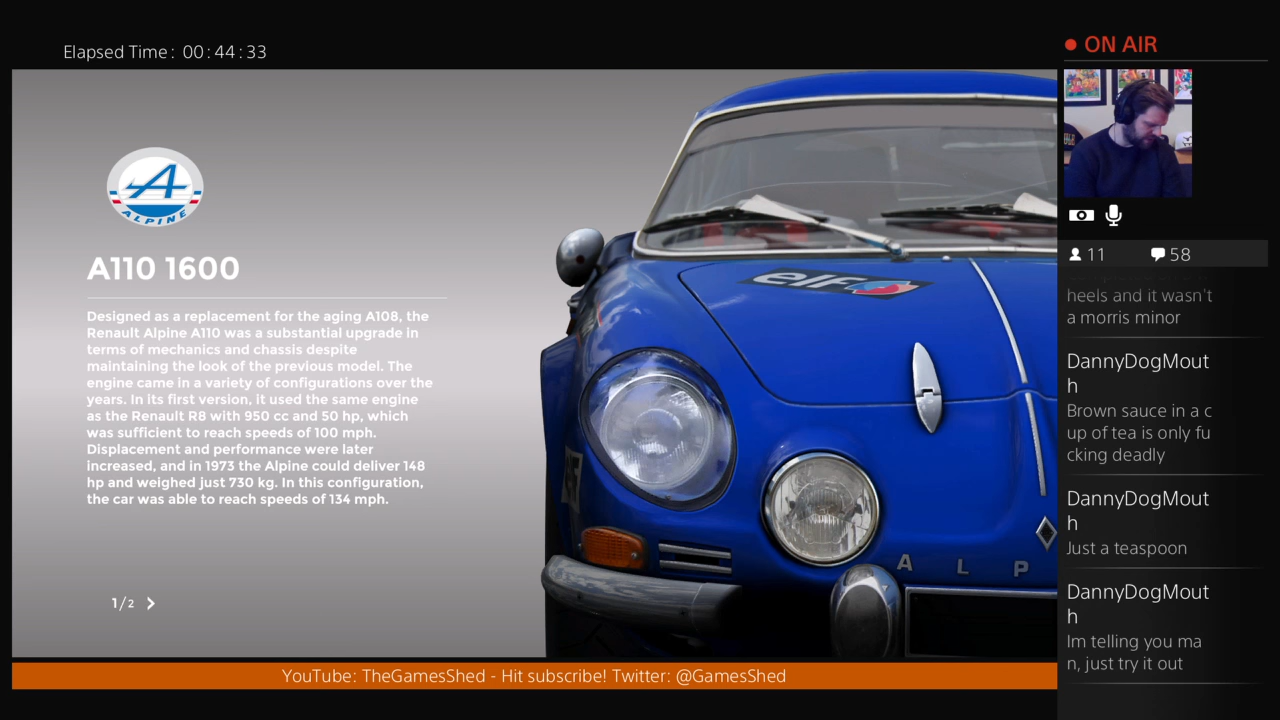 Elapsed Time: 00:44:33
ALPINE
A110 1600
Designed as a replacement for the aging A108, the
Renault Alpine A110 was a substantial upgrade in
terms of mechanics and chassis despite
maintaining the look of the previous model. The
engine came in a variety of configurations over the
years. In its first version, it used the same engine
as the Renault R8 with 950 cc and 50 hp, which
was sufficient to reach speeds of 100 mph.
Displacement and performance were later
increased, and in 1973 the Alpine could deliver 148
hp and weighed just 730 kg. In this configuration,
the car was able to reach speeds of 134 mph.
1/2
elf
A L P
YouTube: TheGamesShed - Hit subscribe! Twitter: @GamesShed
ON AIR
11 58
heels and it wasn't
a morris minor
DannyDogMout
h
Brown sauce in a c
up of tea is only fu
cking deadly
DannyDogMout
h
Just a teaspoon
DannyDogMout
h
Im telling you ma
n, just try it out